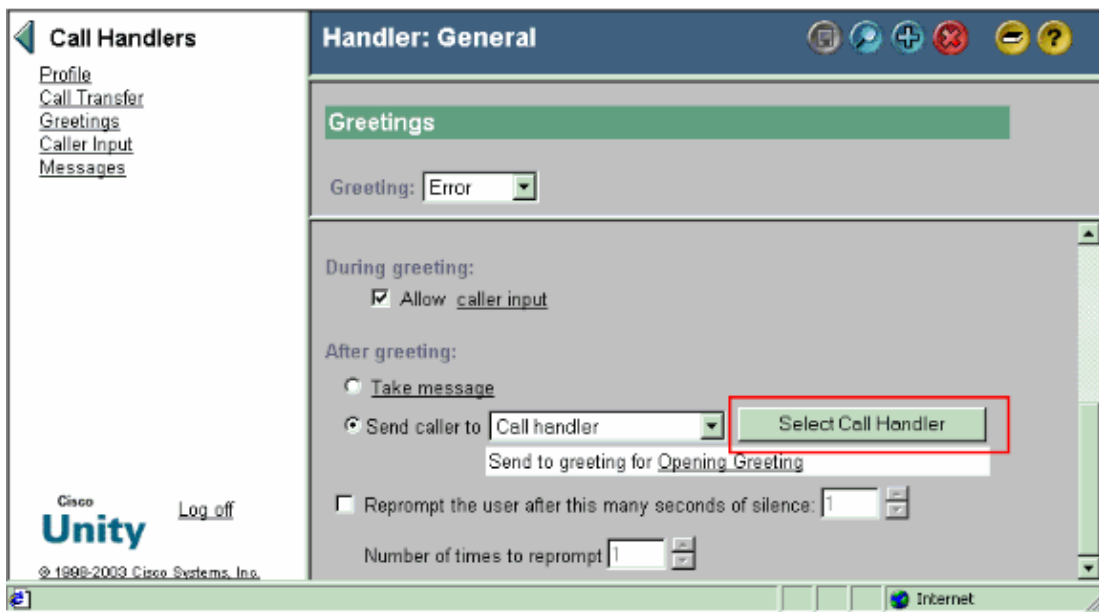 Call Handlers
Profile
Call Transfer
Greetings
Caller Input
Messages
Cisco
Unity
Log off
© 1998-2003 Cisco Systems, Inc.
Handler: General
?
Greetings
Greeting: Error
During greeting:
Allow caller input
After greeting:
Take message
Send caller to Call handler Select Call Handler
Send to greeting for Opening Greeting
Reprompt the user after this many seconds of silence: 1
Number of times to reprompt 1
Internet